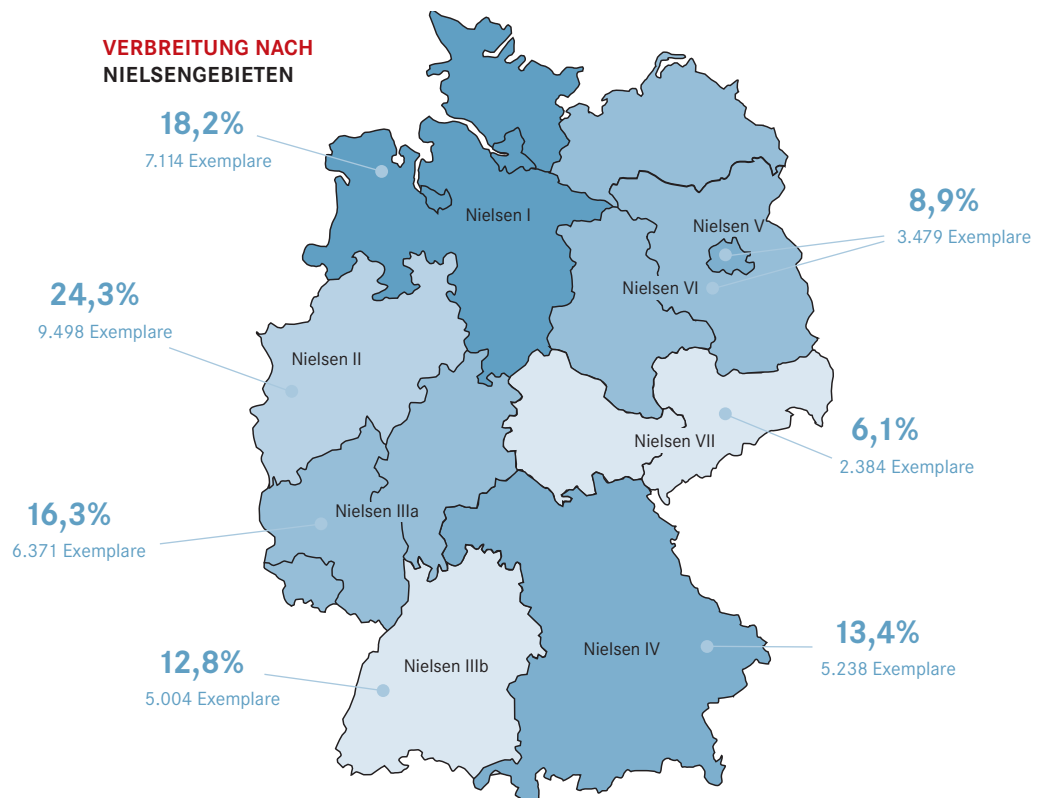 VERBREITUNG NACH
NIELSENGEBIETEN
18,2%
7.114 Exemplare
Nielsen I
8,9%
3.479 Exemplare
Nielsen V
Nielsen VI
24,3%
9.498 Exemplare
Nielsen II
6,1%
2.384 Exemplare
Nielsen VII
16,3%
6.371 Exemplare
Nielsen IIIa
13,4%
5.238 Exemplare
Nielsen IV
12,8%
5.004 Exemplare
Nielsen IIIb